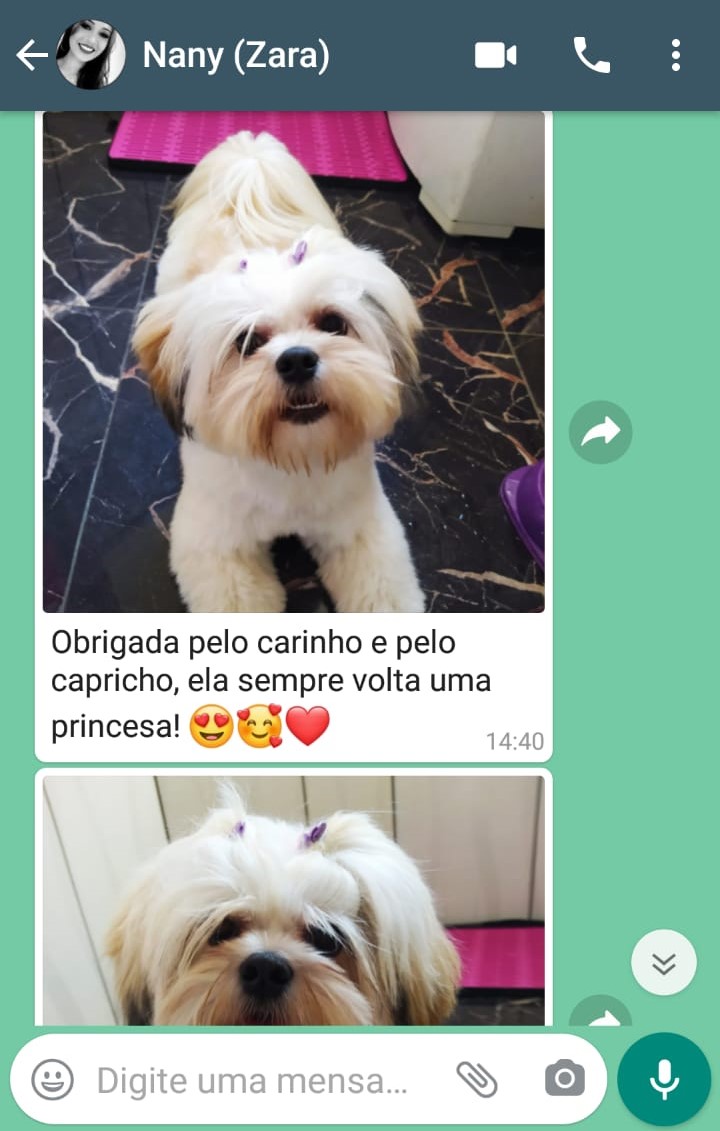 Nany (Zara)
Obrigada pelo carinho e pelo
capricho, ela sempre volta uma
princesa! 😍🥰❤️
14:40
Digite uma mensa...